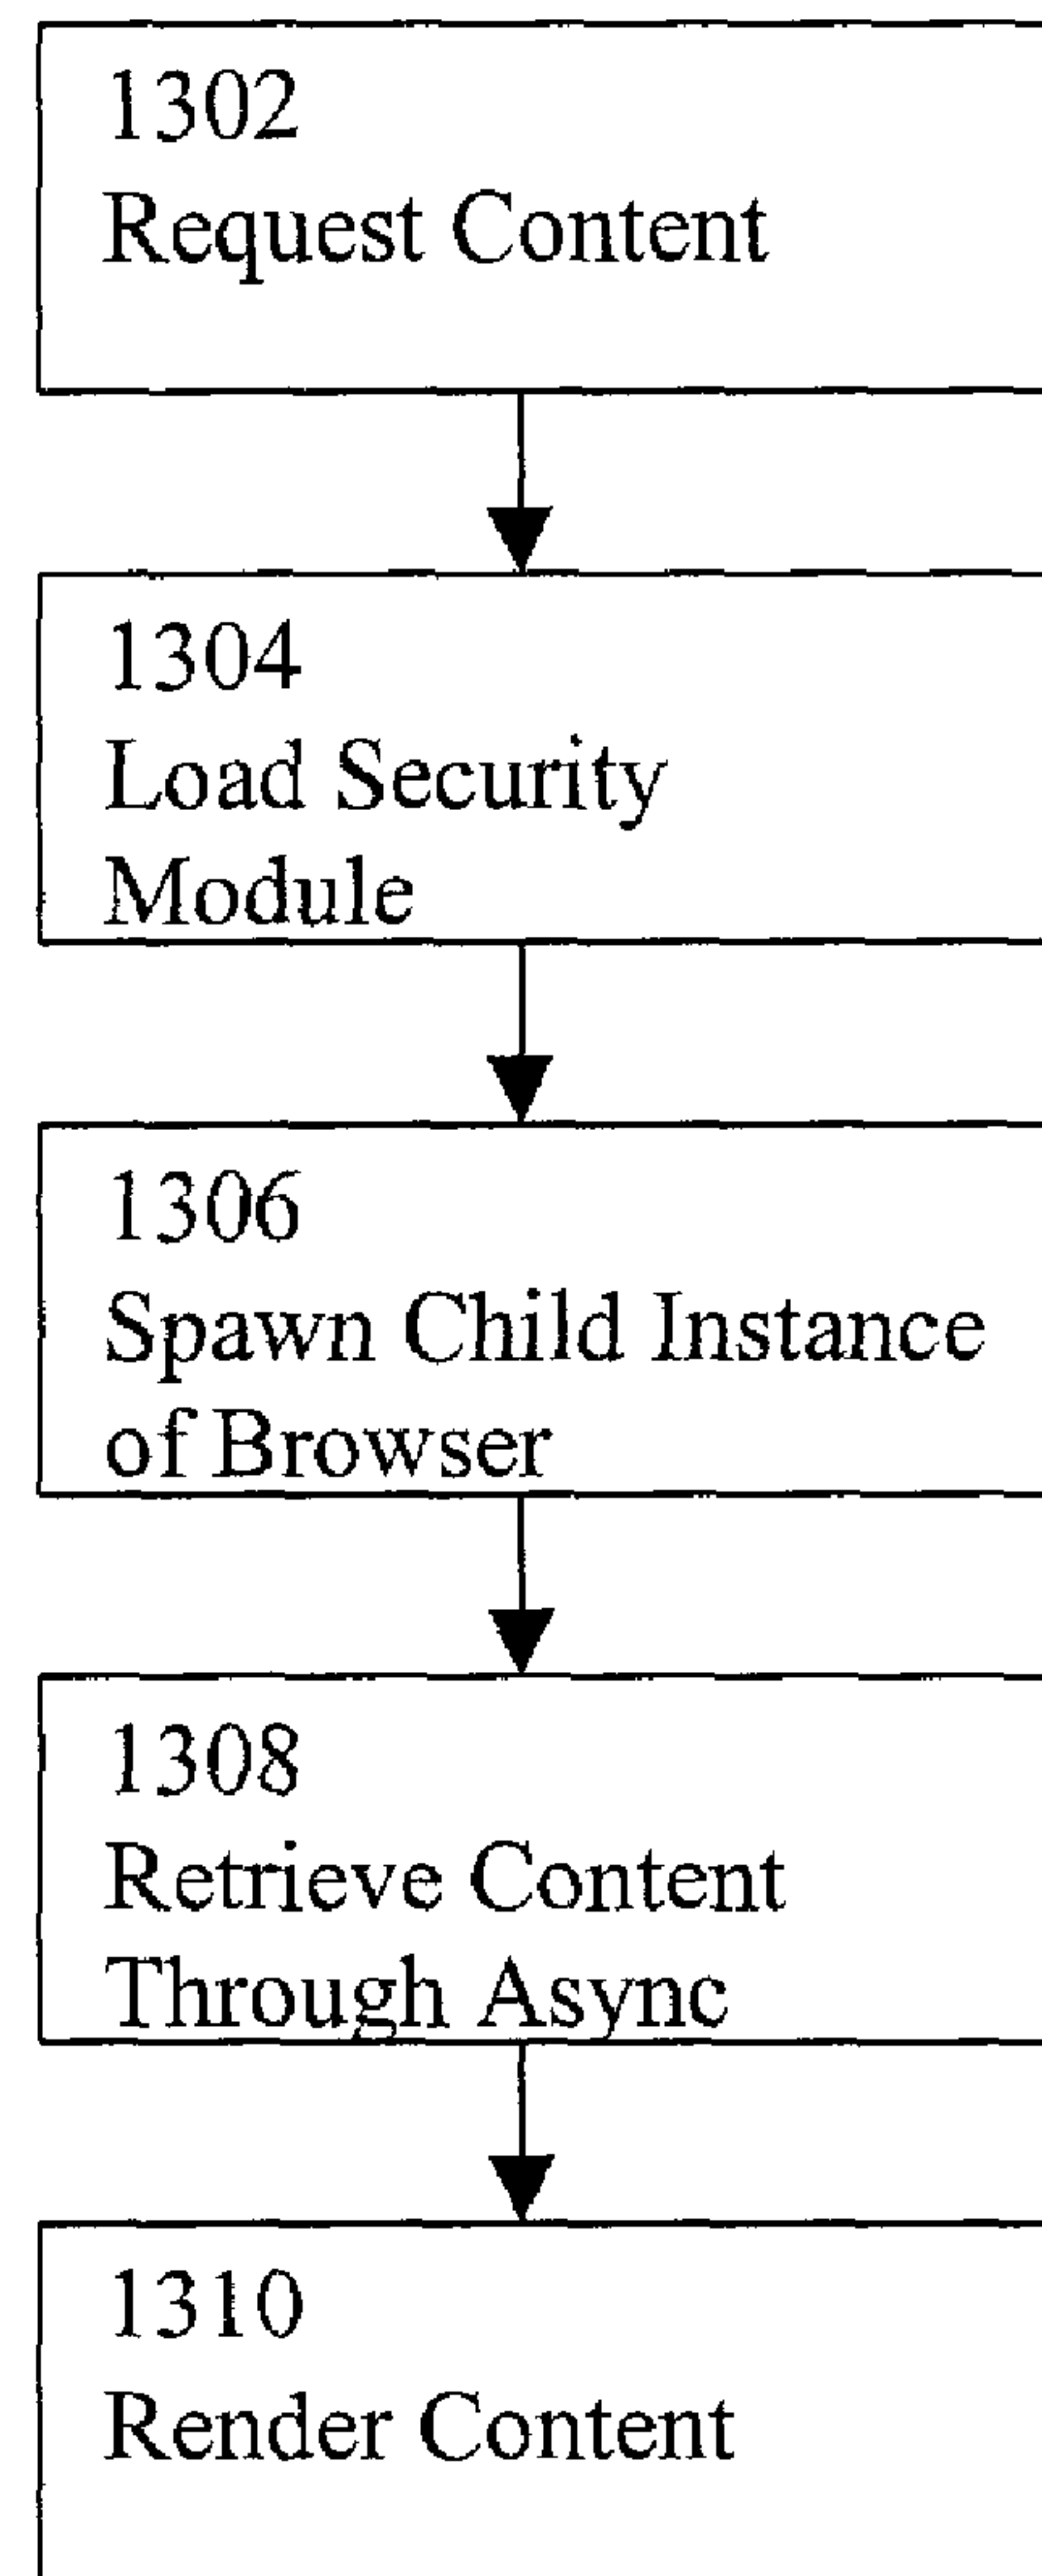 1302
Request Content
1304
Load Security
Module
1306
Spawn Child Instance
of Browser
1308
Retrieve Content
Through Async
1310
Render Content